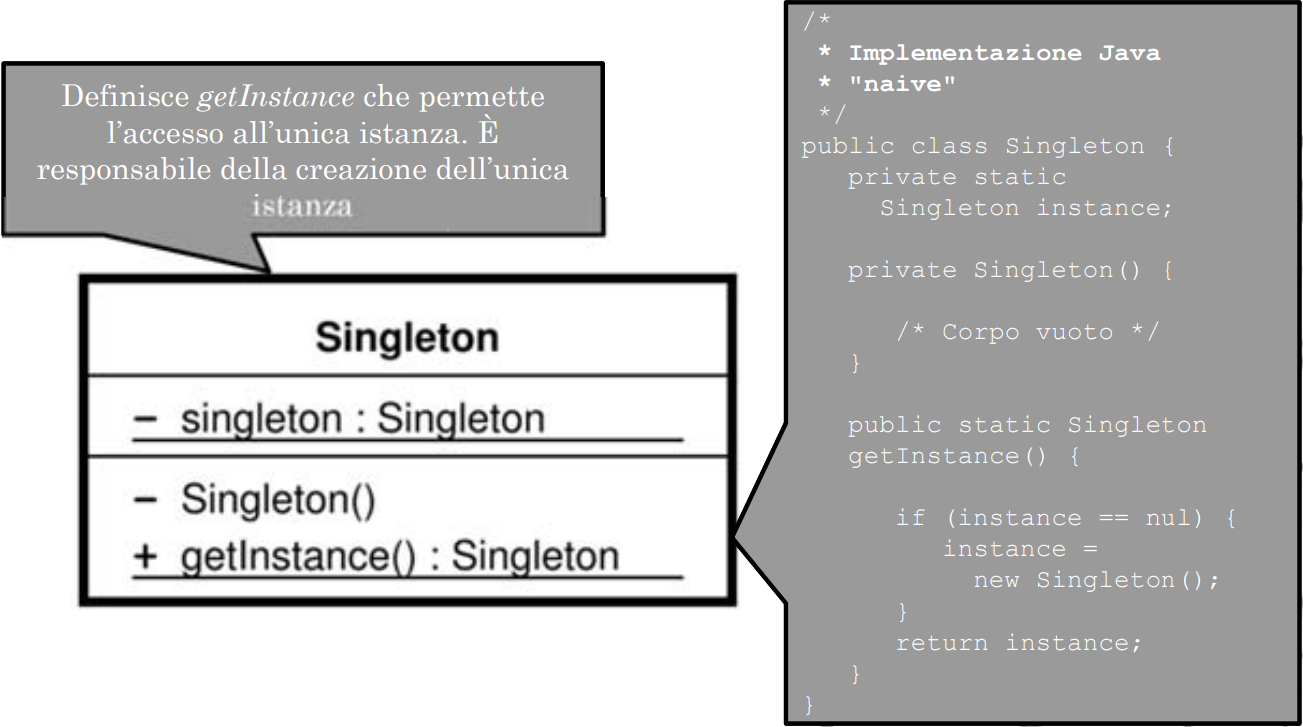 Definisce getInstance che permette
l'accesso all'unica istanza. È
responsabile della creazione dell'unica
istanza
Singleton
– singleton : Singleton
– Singleton()
+ getInstance() : Singleton
/*
* Implementazione Java
* "naive"
*/
public class Singleton {
private static
Singleton instance;
private Singleton() {
/* Corpo vuoto */
}
public static Singleton
getInstance() {
if (instance == nul) {
instance =
new Singleton();
}
return instance;
}
}